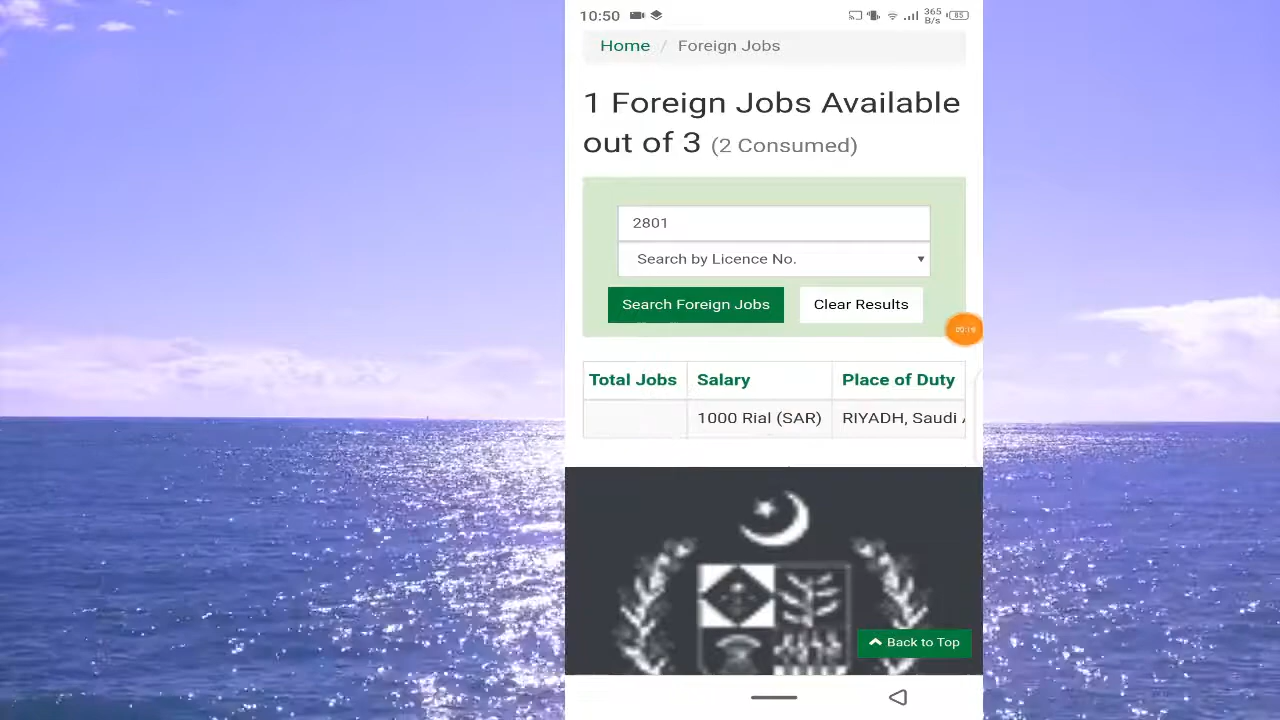 10:50
365
B/s
85
Home / Foreign Jobs
1 Foreign Jobs Available
out of 3 (2 Consumed)
2801
Search by Licence No.
Search Foreign Jobs
Clear Results
Total Jobs Salary Place of Duty
1000 Rial (SAR) RIYADH, Saudi
Back to Top